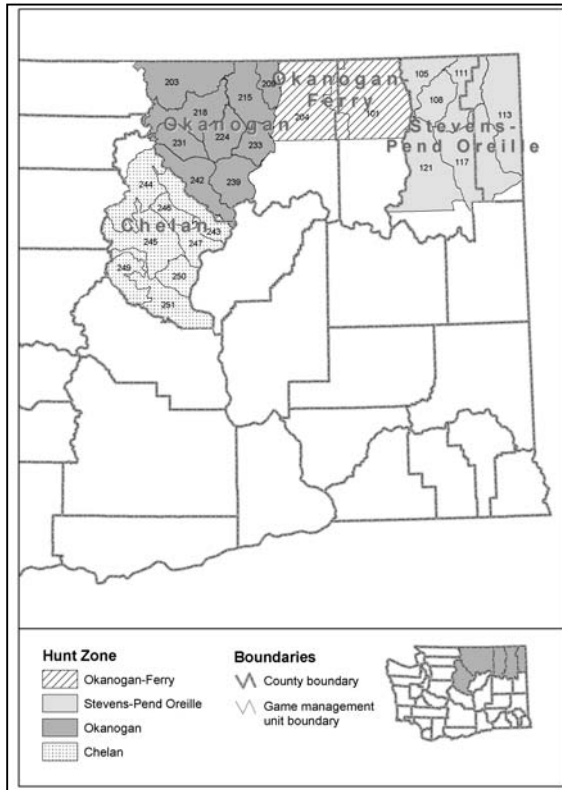 203
215
209
Okanogan-
Ferry
204
101
105
111
108
113
Stevens-
Pend Oreille
121
117
218
Okanogan
231
224
233
242
239
244
246
Chelan
243
245
247
249
250
251
Hunt Zone
Okanogan-Ferry
Stevens-Pend Oreille
Okanogan
Chelan
Boundaries
County boundary
Game management
unit boundary